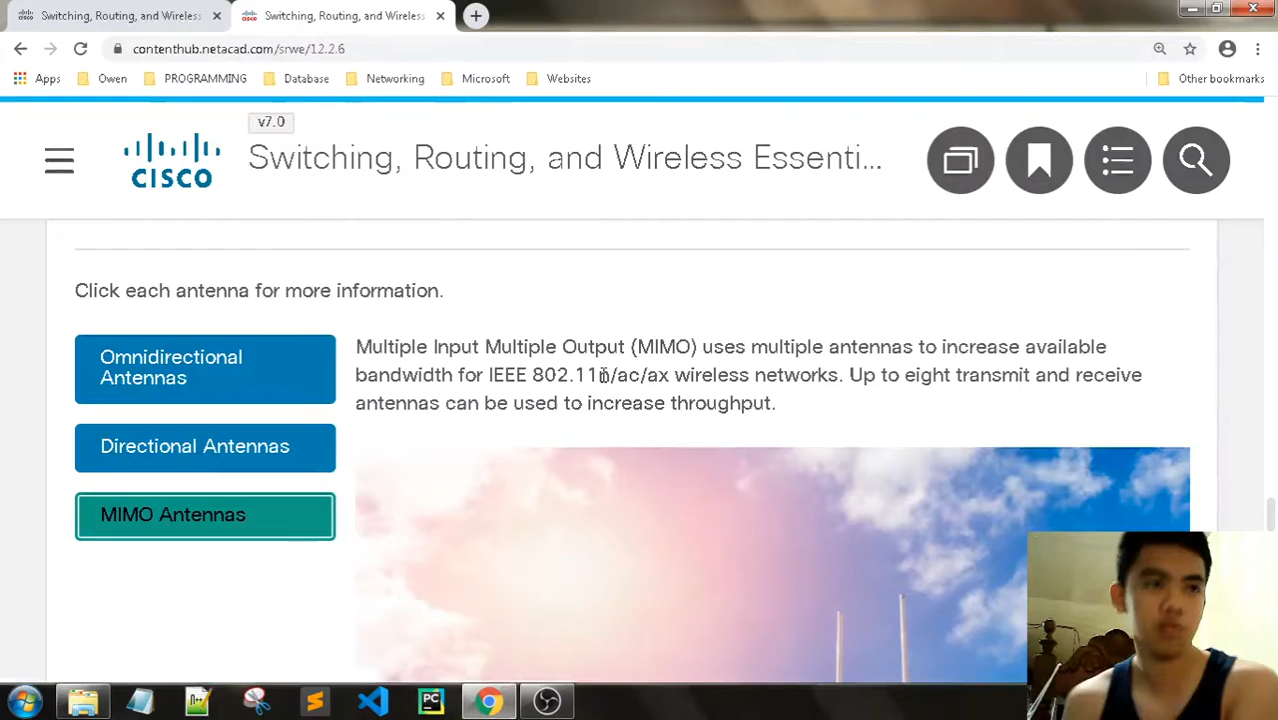 Switching, Routing, and Wireless
Switching, Routing, and Wireless
contenthub.netacad.com/srwe/12.2.6
Apps Owen PROGRAMMING Database Networking Microsoft Websites Other bookmarks
v7.0
CISCO
Switching, Routing, and Wireless Essenti...
Click each antenna for more information.
Omnidirectional
Antennas
Directional Antennas
MIMO Antennas
Multiple Input Multiple Output (MIMO) uses multiple antennas to increase available
bandwidth for IEEE 802.11n/ac/ax wireless networks. Up to eight transmit and receive
antennas can be used to increase throughput.
PC